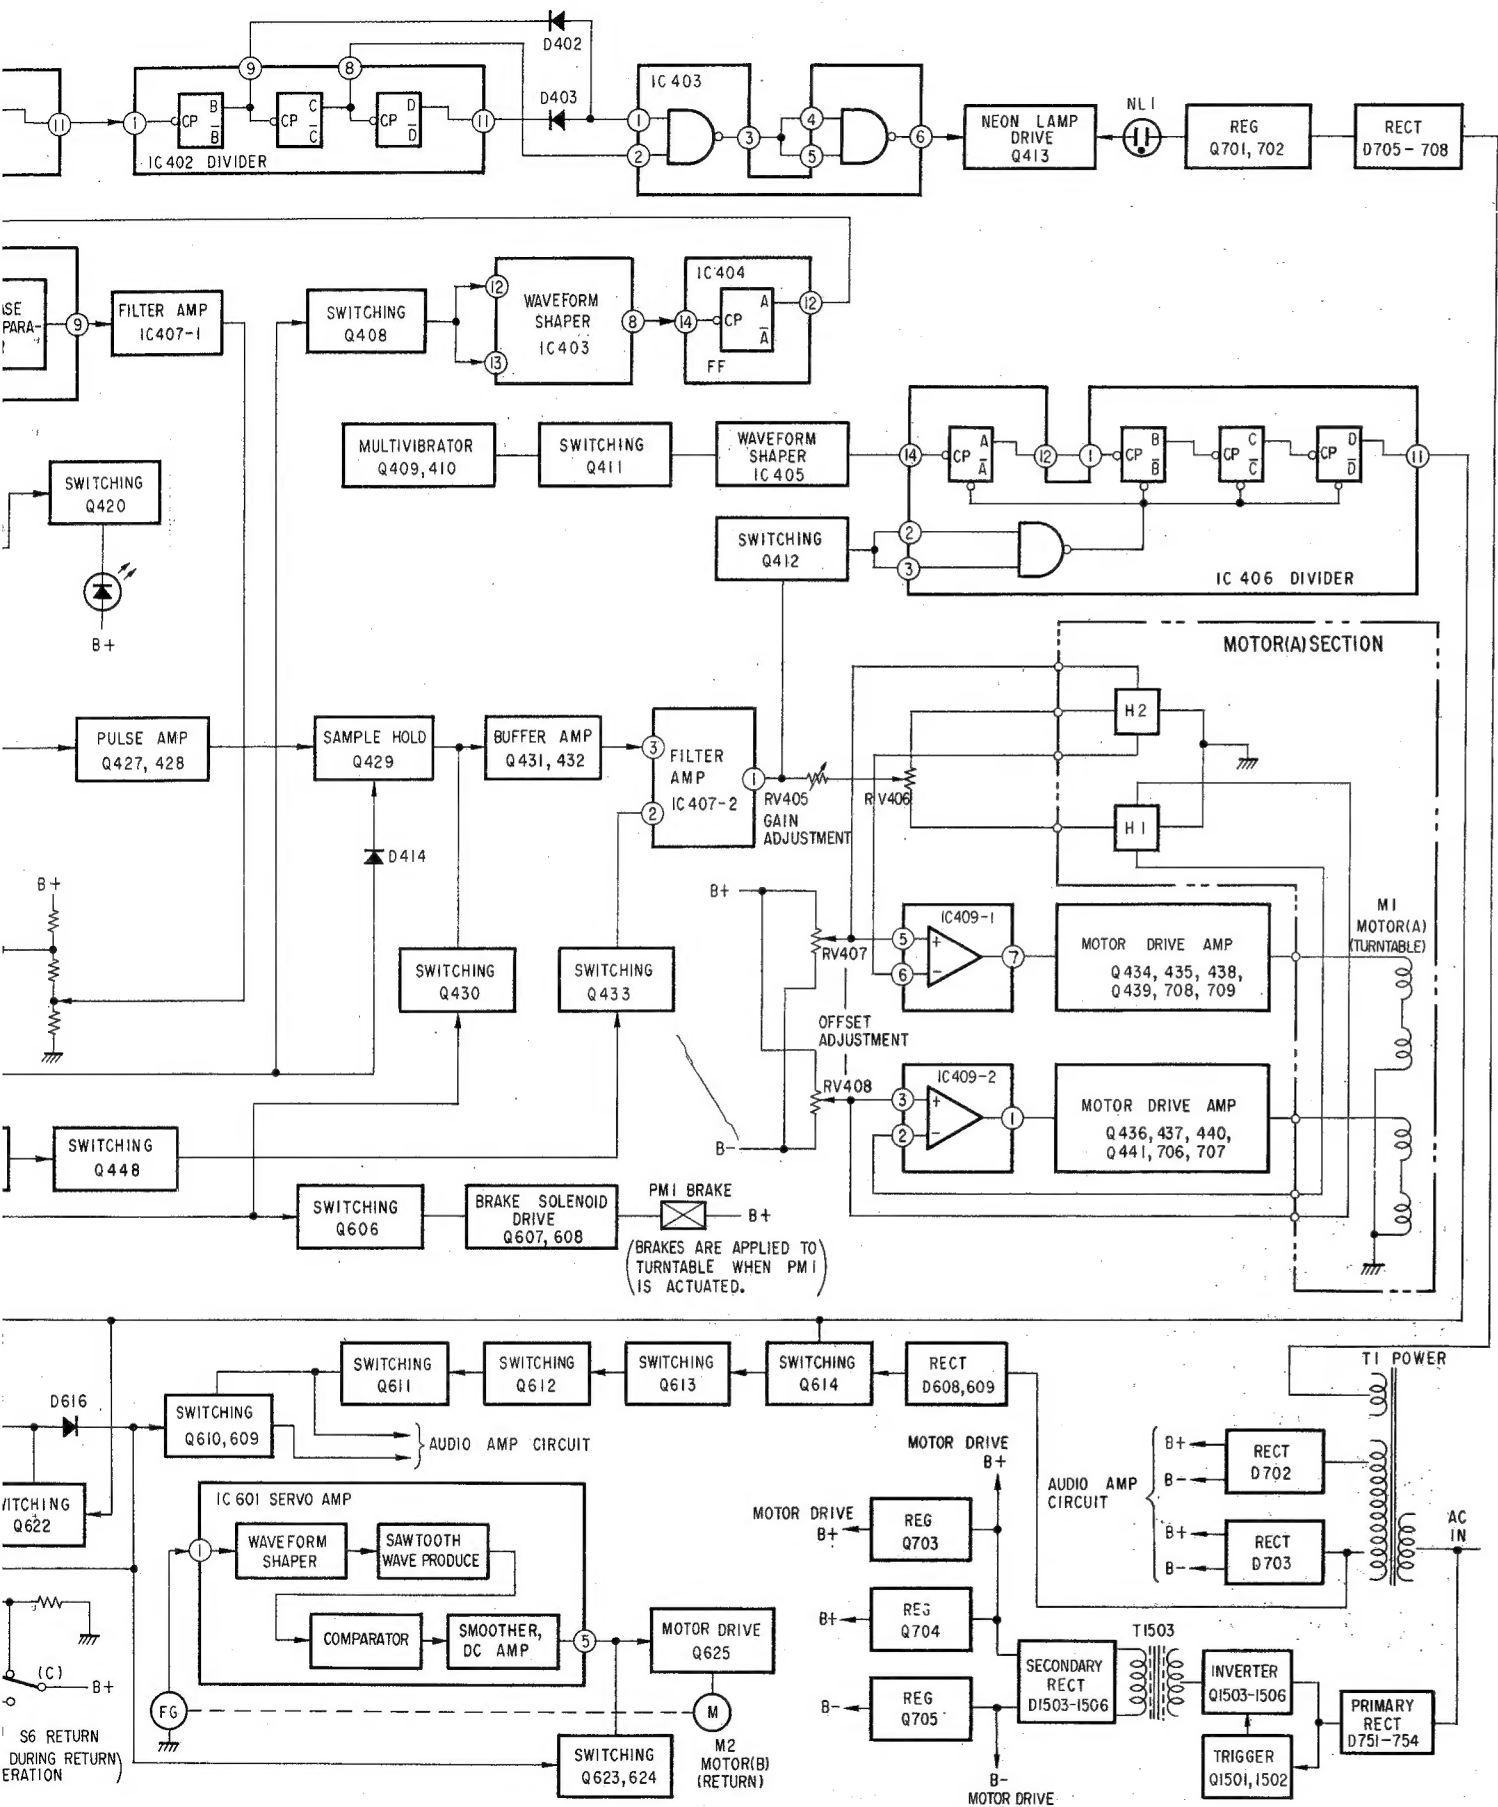 D402
9
8
IC 403
D403
11
1
CP
B
B
CP
C
C
CP
D
D
11
IC 402 DIVIDER
1
2
3
4
5
6
NEON LAMP
DRIVE
Q413
NL1
REG
Q701, 702
RECT
D705-708
9
FILTER AMP
IC407-1
SWITCHING
Q408
12
13
WAVEFORM
SHAPER
IC403
8
IC404
14
CP
A
A
FF
12
MULTIVIBRATOR
Q409, 410
SWITCHING
Q411
WAVEFORM
SHAPER
IC405
14
CP
A
A
12
1
CP
B
B
CP
C
C
CP
D
D
11
SWITCHING
Q420
B+
SWITCHING
Q412
2
3
IC 406 DIVIDER
MOTOR(A) SECTION
H2
H1
PULSE AMP
Q427, 428
SAMPLE HOLD
Q429
BUFFER AMP
Q431, 432
3
2
FILTER
AMP
IC407-2
1
RV405
GAIN
ADJUSTMENT
RV406
D414
B+
B+
SWITCHING
Q430
SWITCHING
Q433
RV407
OFFSET
ADJUSTMENT
RV408
B-
IC409-1
5
6
+
−
7
MOTOR DRIVE AMP
Q434, 435, 438,
Q439, 708, 709
M1
MOTOR(A)
(TURNTABLE)
IC409-2
3
2
+
−
1
MOTOR DRIVE AMP
Q436, 437, 440,
Q441, 706, 707
SWITCHING
Q448
SWITCHING
Q606
BRAKE SOLENOID
DRIVE
Q607, 608
PM1 BRAKE
B+
(BRAKES ARE APPLIED TO
TURNTABLE WHEN PM1
IS ACTUATED.)
SWITCHING
Q611
SWITCHING
Q612
SWITCHING
Q613
SWITCHING
Q614
RECT
D608, 609
T1 POWER
D616
SWITCHING
Q610, 609
AUDIO AMP CIRCUIT
Q622
IC 601 SERVO AMP
1
WAVEFORM
SHAPER
SAWTOOTH
WAVE PRODUCE
COMPARATOR
SMOOTHER,
DC AMP
5
MOTOR DRIVE
Q625
FG
M
M2
MOTOR(B)
(RETURN)
SWITCHING
Q623, 624
(C)
B+
S6 RETURN
DURING RETURN)
MOTOR DRIVE
B+
MOTOR DRIVE
B+
REG
Q703
B+
REG
Q704
B-
REG
Q705
B-
MOTOR DRIVE
AUDIO AMP
CIRCUIT
B+
B-
RECT
D702
B+
B-
RECT
D703
AC
IN
SECONDARY
RECT
D1503-1506
T1503
INVERTER
Q1503-1506
TRIGGER
Q1501, 1502
PRIMARY
RECT
D751-754